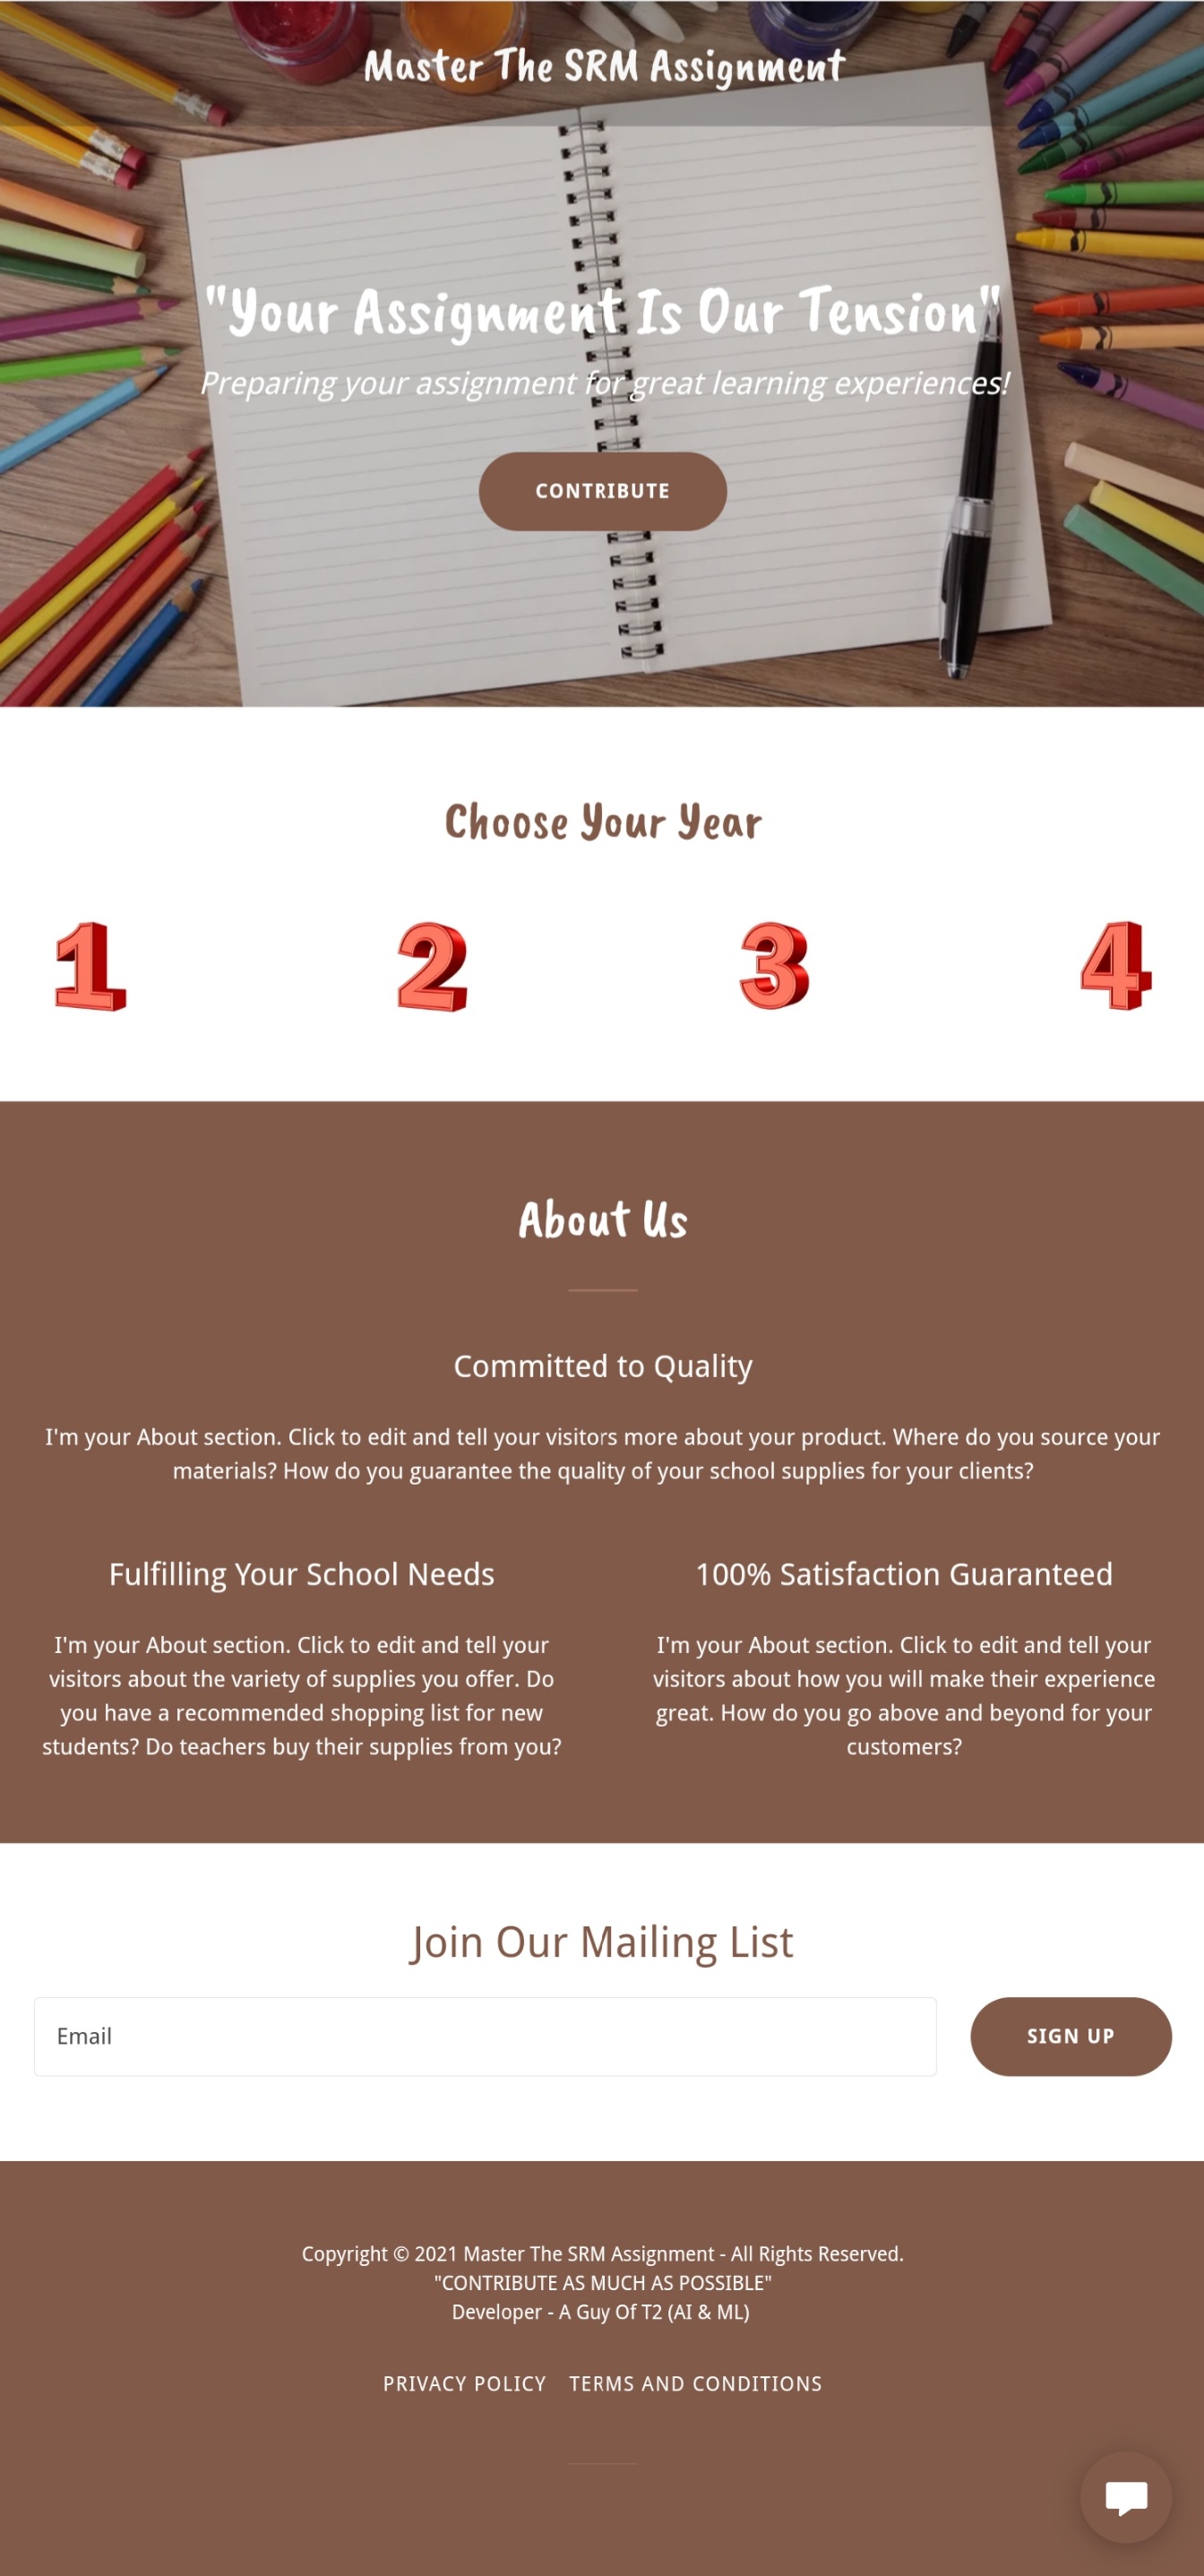 Master The SRM Assignment
"Your Assignment Is Our Tension"
Preparing your assignment for great learning experiences!
CONTRIBUTE
Choose Your Year
1 2 3 4
About Us
Committed to Quality
I'm your About section. Click to edit and tell your visitors more about your product. Where do you source your
materials? How do you guarantee the quality of your school supplies for your clients?
Fulfilling Your School Needs
I'm your About section. Click to edit and tell your
visitors about the variety of supplies you offer. Do
you have a recommended shopping list for new
students? Do teachers buy their supplies from you?
100% Satisfaction Guaranteed
I'm your About section. Click to edit and tell your
visitors about how you will make their experience
great. How do you go above and beyond for your
customers?
Join Our Mailing List
Email
SIGN UP
Copyright © 2021 Master The SRM Assignment - All Rights Reserved.
"CONTRIBUTE AS MUCH AS POSSIBLE"
Developer - A Guy Of T2 (AI & ML)
PRIVACY POLICY TERMS AND CONDITIONS